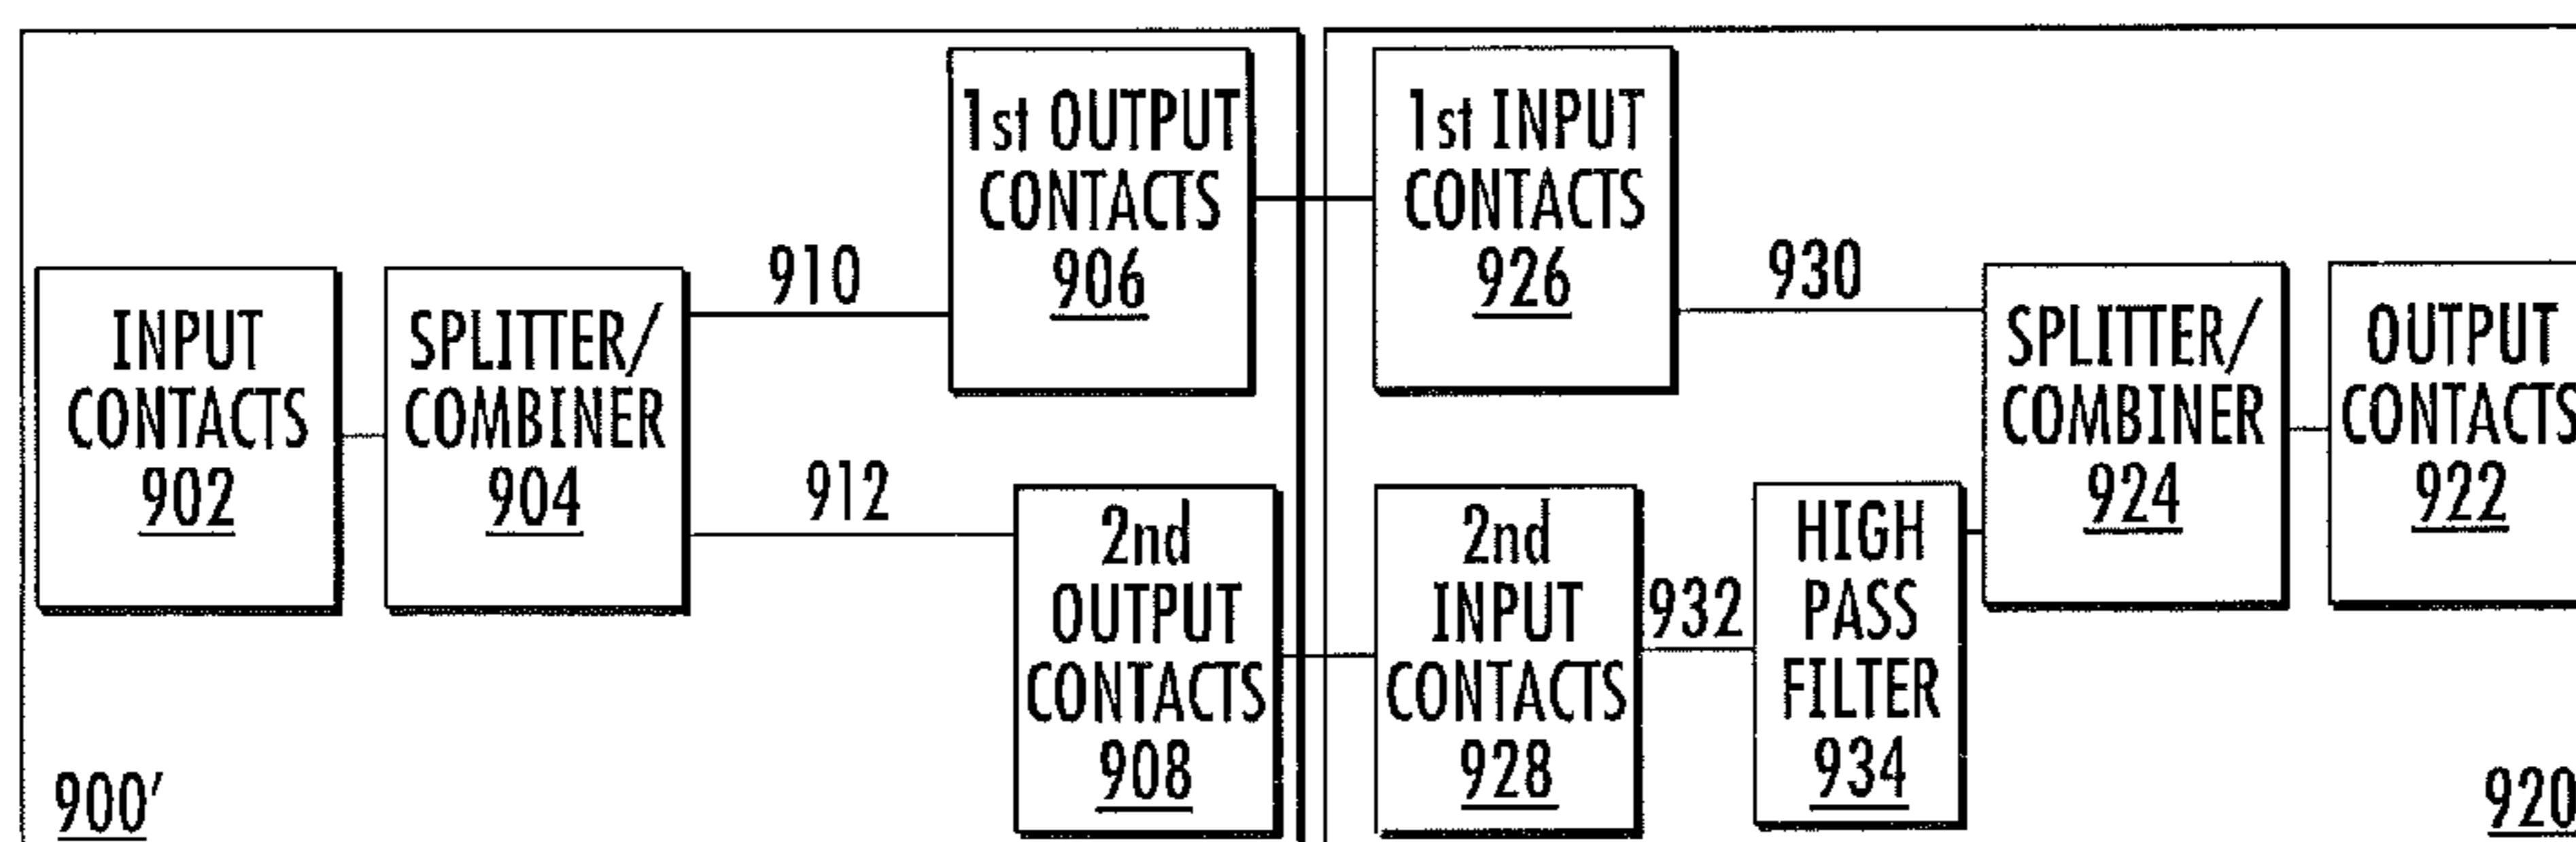 INPUT
CONTACTS
902
SPLITTER/
COMBINER
904
910
912
1st OUTPUT
CONTACTS
906
2nd
OUTPUT
CONTACTS
908
900'
1st INPUT
CONTACTS
926
2nd
INPUT
CONTACTS
928
930
932
HIGH
PASS
FILTER
934
SPLITTER/
COMBINER
924
OUTPUT
CONTACTS
922
920